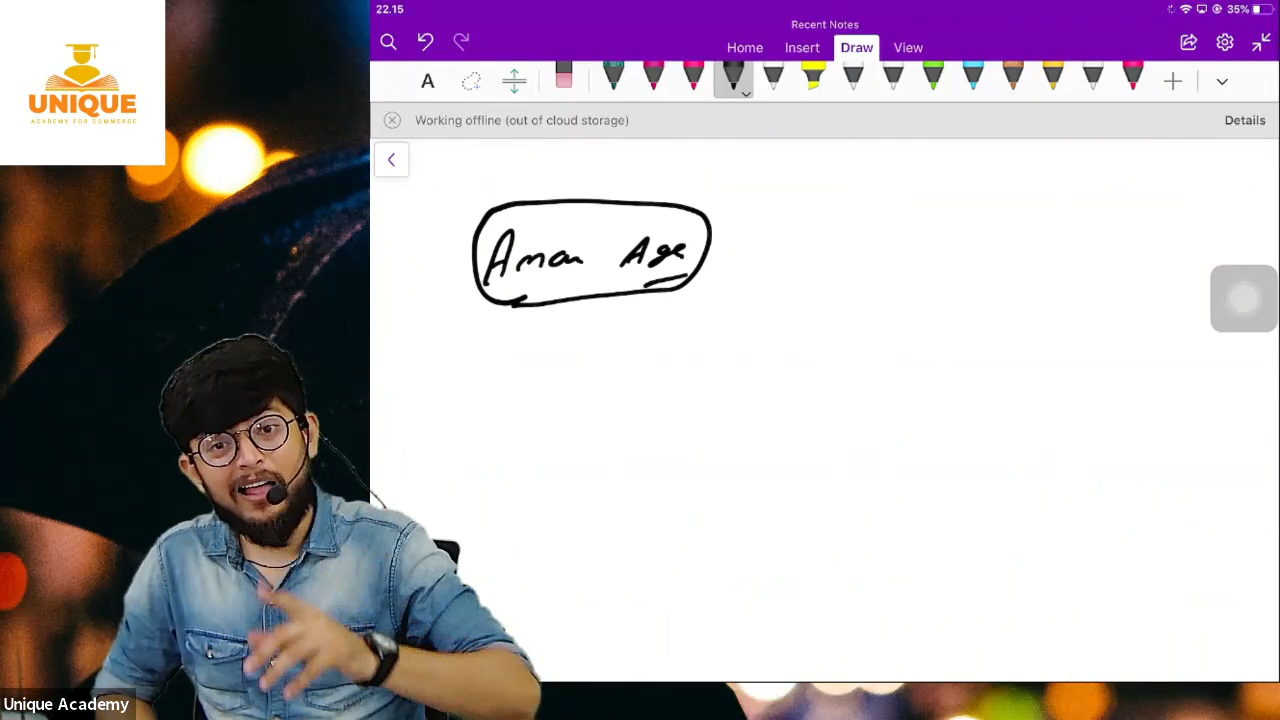 22.15
35%
Recent Notes
Home Insert Draw View
A
Working offline (out of cloud storage)
Details
UNIQUE
ACADEMY FOR COMMERCE
Aman Age
Unique Academy